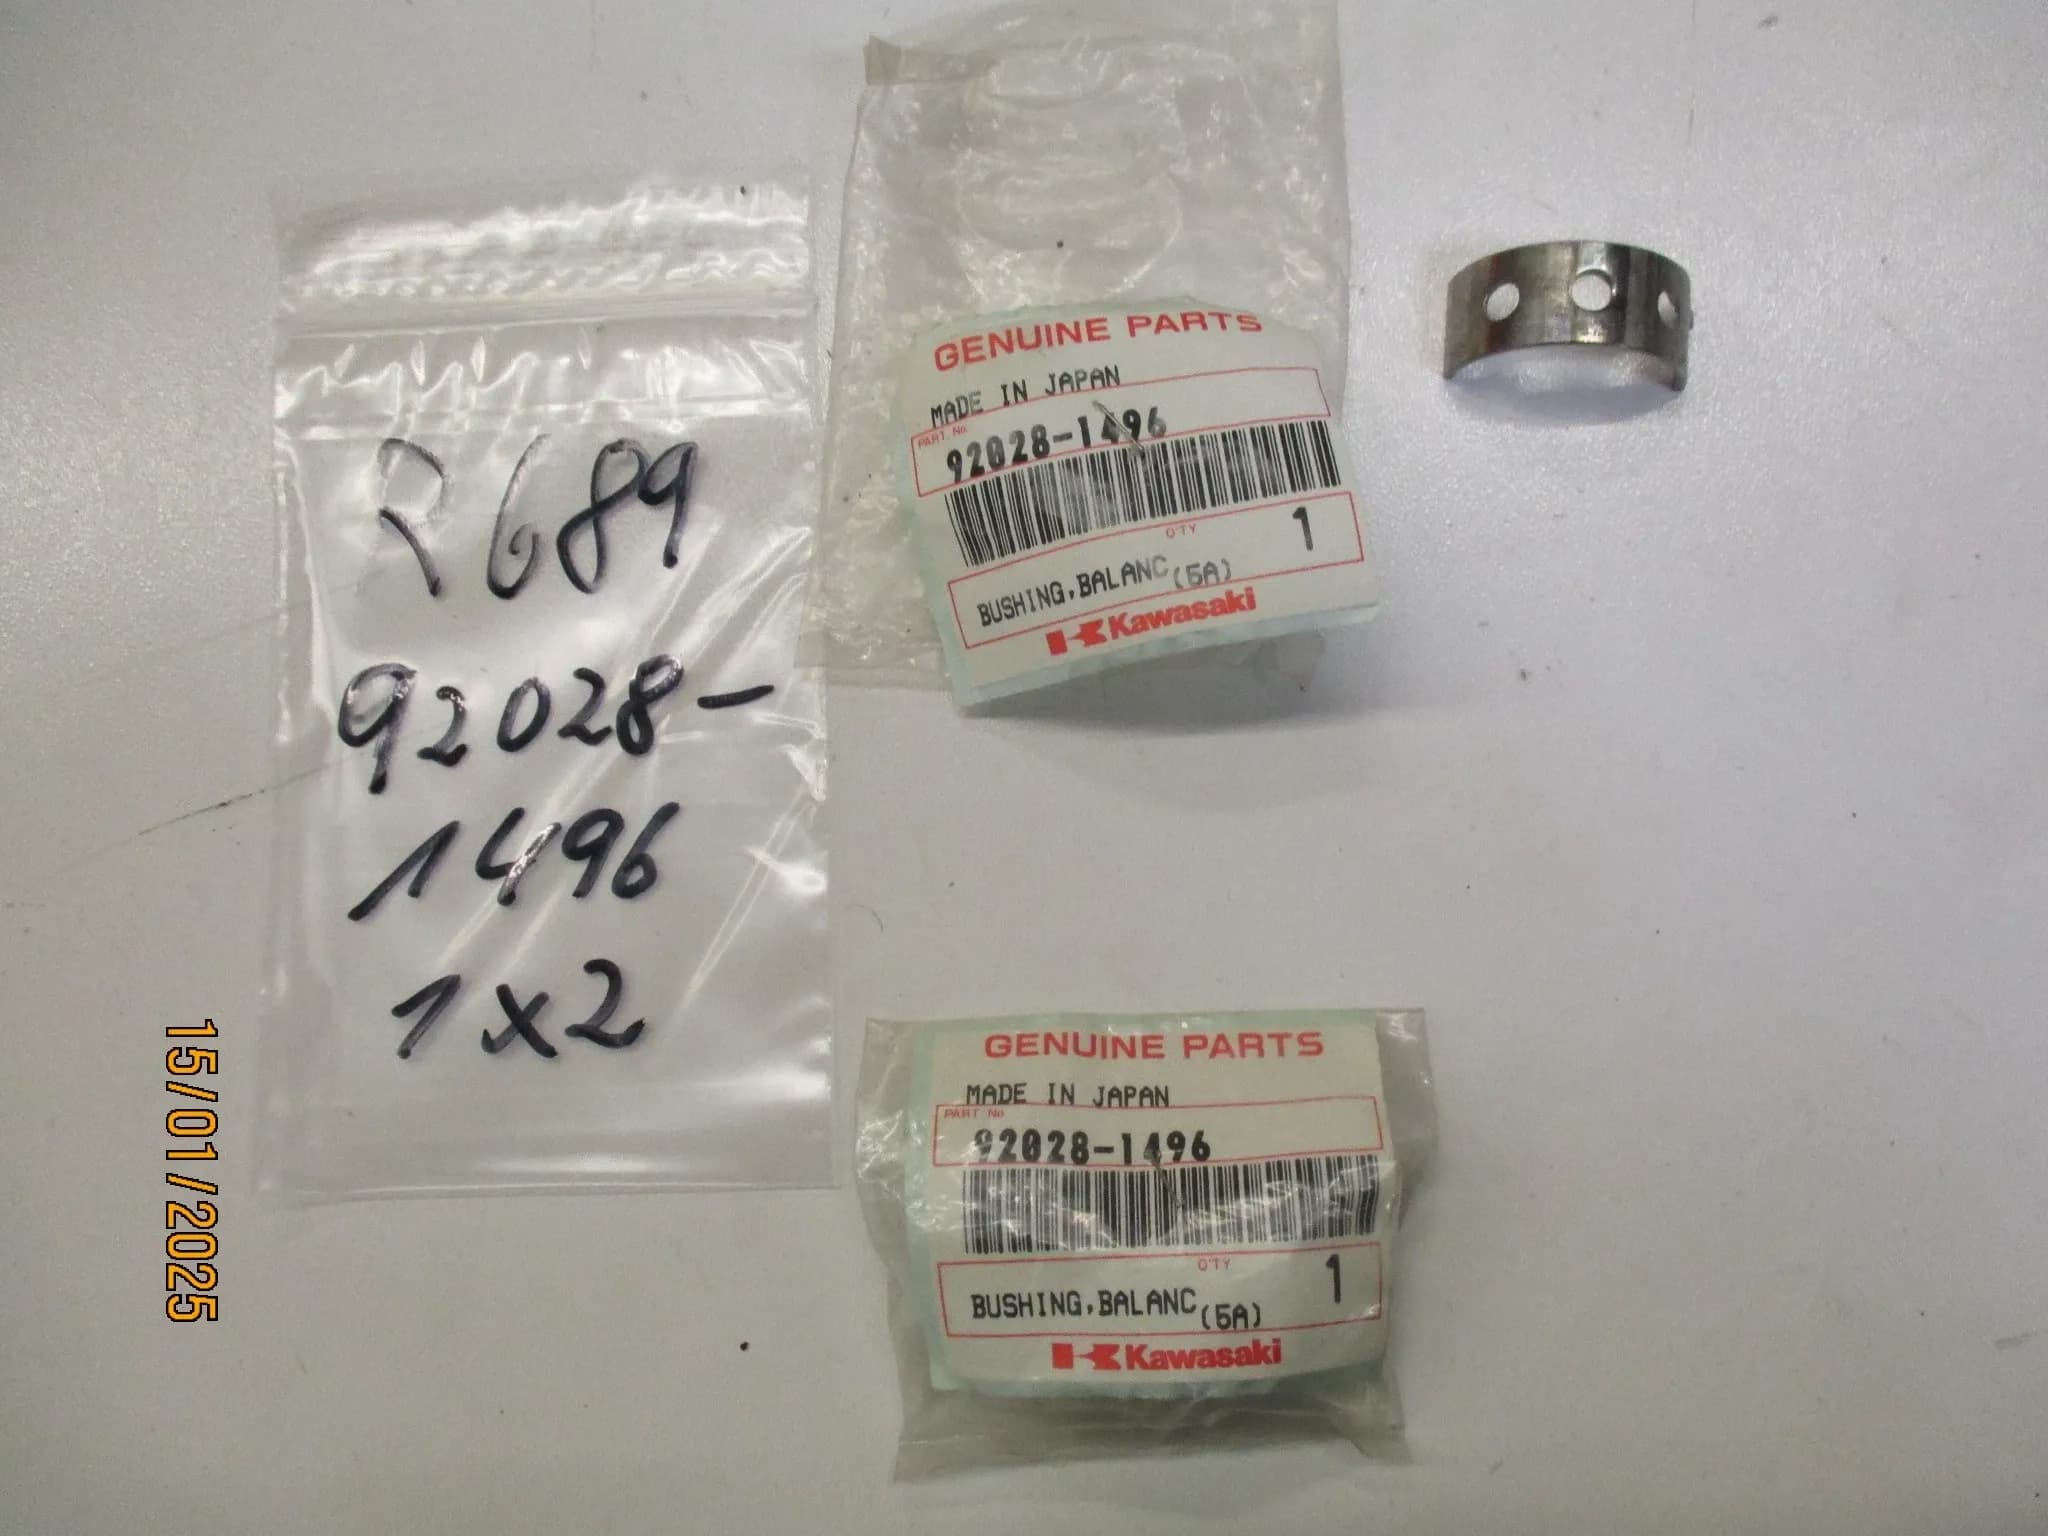 R689
92028-
1496
1x2
GENUINE PARTS
MADE IN JAPAN
PART. No.
92028-1496
Q'TY
1
BUSHING,BALANC(5A)
Kawasaki
GENUINE PARTS
MADE IN JAPAN
PART No
92028-1496
Q'TY
1
BUSHING,BALANC(5A)
Kawasaki
15/01/2025